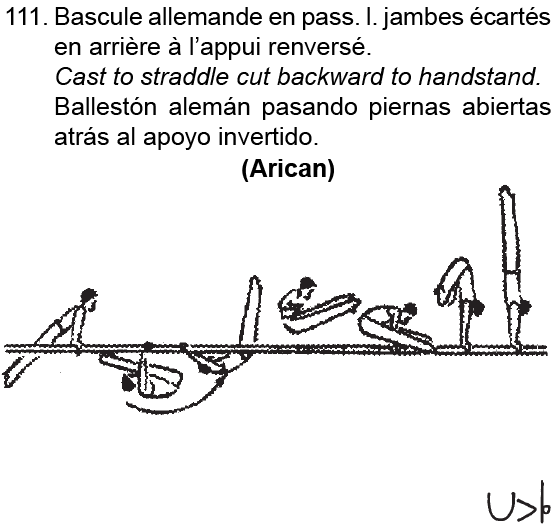 111. Bascule allemande en pass. l. jambes écartés
en arrière à l'appui renversé.
Cast to straddle cut backward to handstand.
Ballestón alemán pasando piernas abiertas
atrás al apoyo invertido.
(Arican)